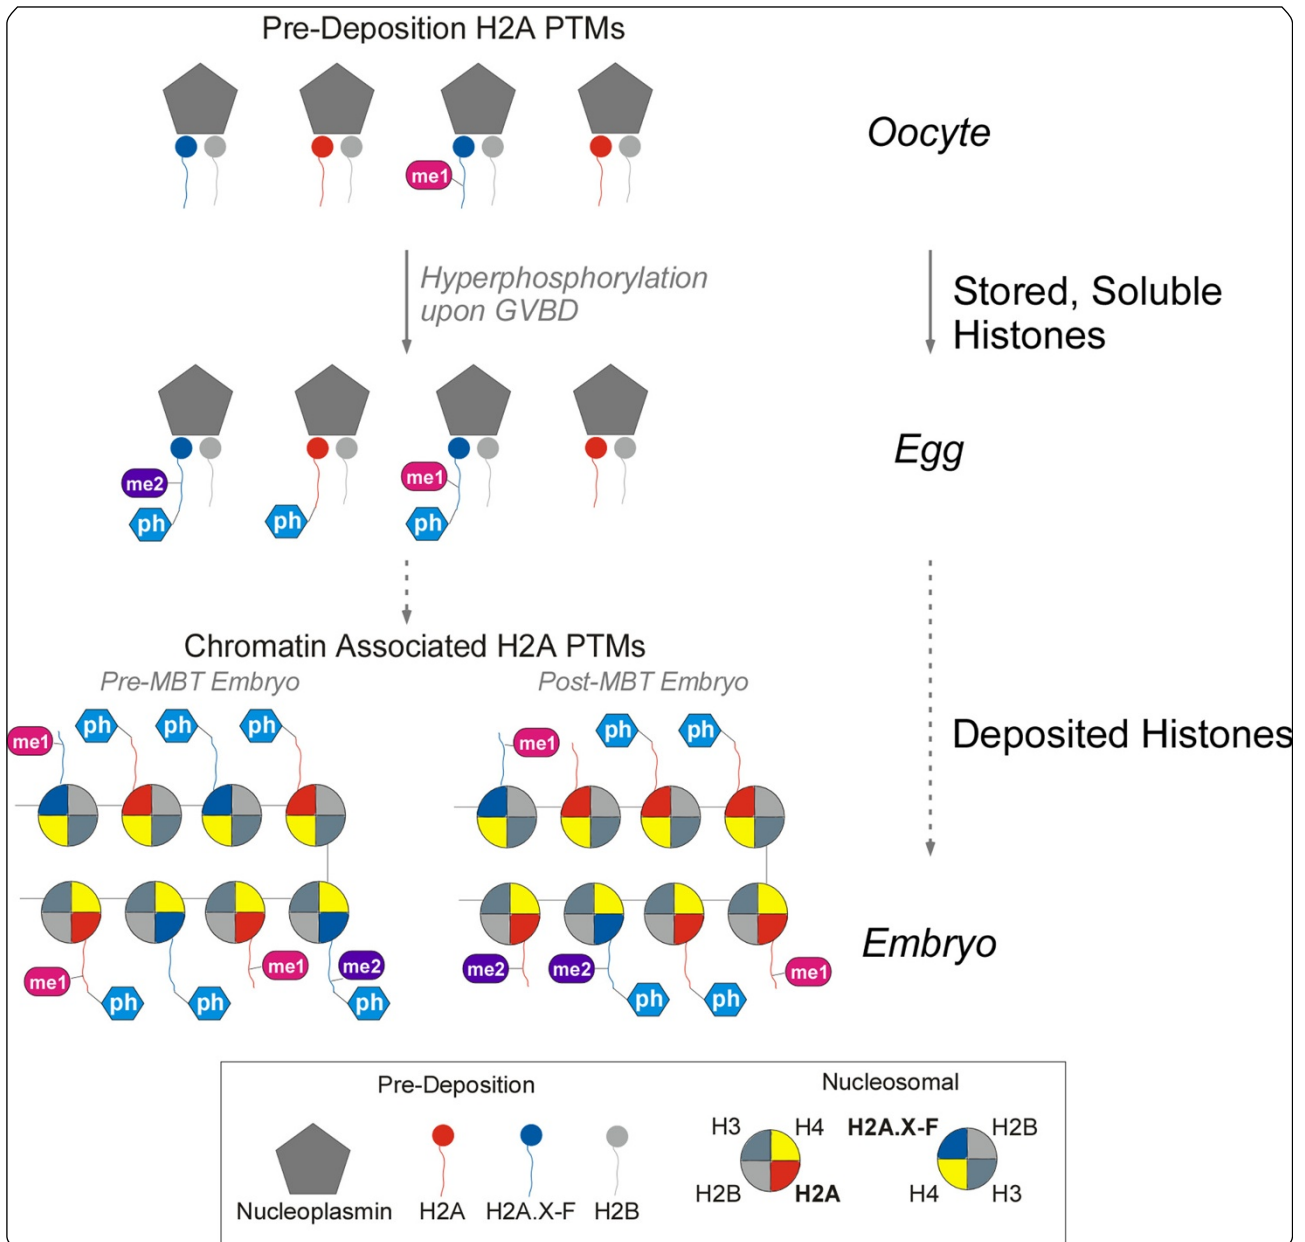 Pre-Deposition H2A PTMs
Oocyte
me1
Hyperphosphorylation
upon GVBD
Stored, Soluble
Histones
Egg
me2
me1
ph
ph
ph
Chromatin Associated H2A PTMs
Pre-MBT Embryo
Post-MBT Embryo
me1
ph
ph
ph
me1
ph
ph
Deposited Histones
Embryo
me1
ph
ph
me1
me2
ph
me2
me2
ph
ph
me1
Pre-Deposition
Nucleoplasmin
H2A
H2A.X-F
H2B
Nucleosomal
H3
H4
H2B
H2A
H2A.X-F
H2B
H4
H3